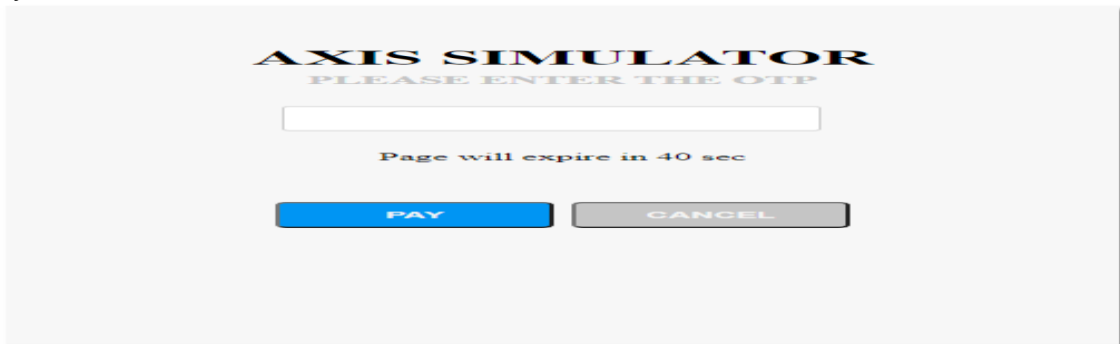 AXIS SIMULATOR
PLEASE ENTER THE OTP
Page will expire in 40 sec
PAY CANCEL